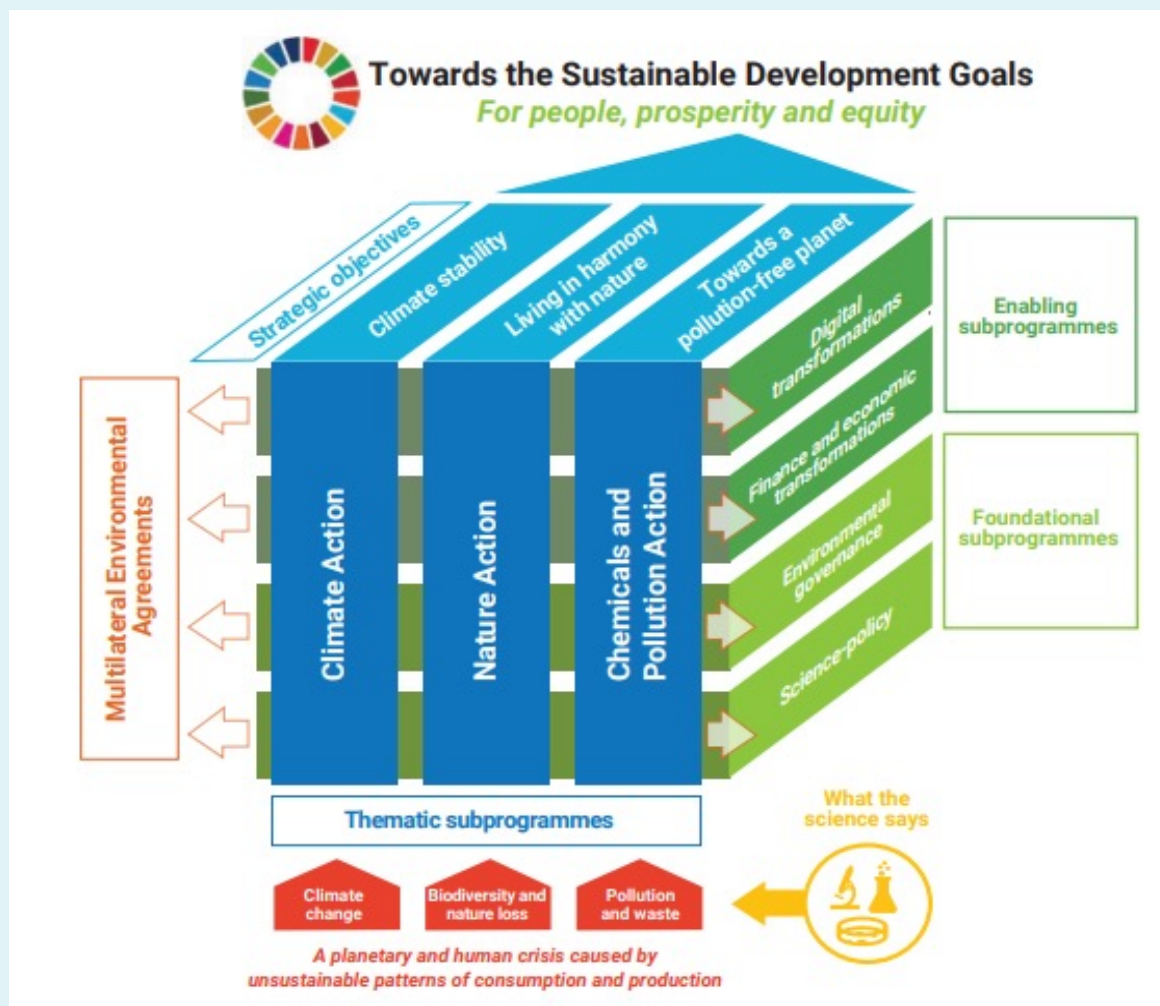 Towards the Sustainable Development Goals
For people, prosperity and equity
Strategic objectives
Climate stability
Living in harmony
with nature
Towards a
pollution-free planet
Digital
transformations
Finance and economic
transformations
Environmental
governance
Science-policy
Enabling
subprogrammes
Foundational
subprogrammes
Multilateral Environmental
Agreements
Climate Action
Nature Action
Chemicals and
Pollution Action
Thematic subprogrammes
What the
science says
Climate
change
Biodiversity and
nature loss
Pollution
and waste
A planetary and human crisis caused by
unsustainable patterns of consumption and production